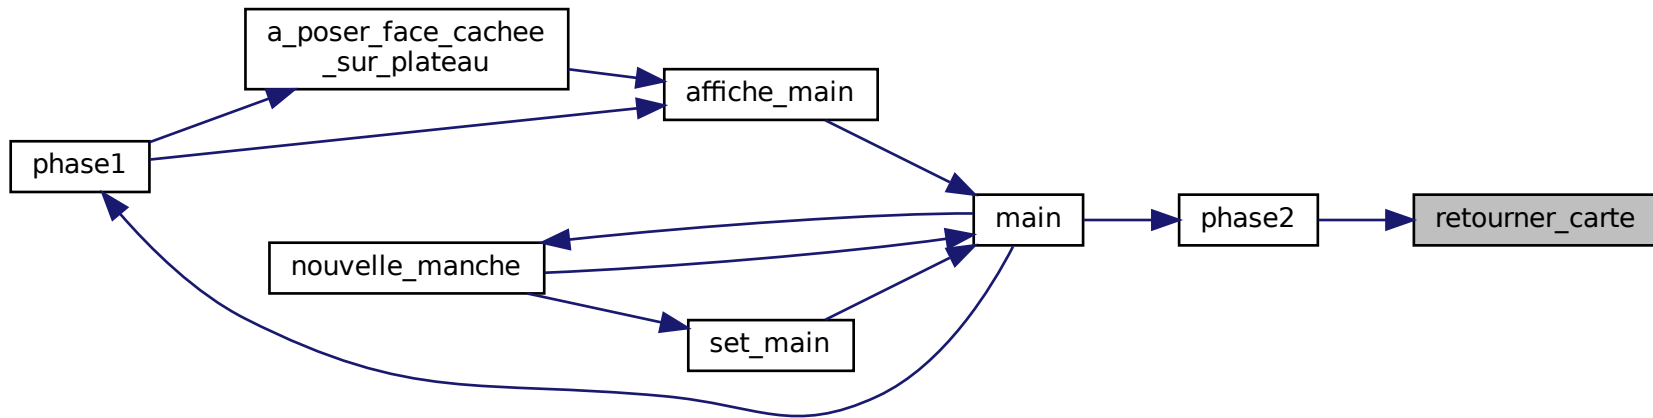 a_poser_face_cachee
_sur_plateau
affiche_main
phase1
main
phase2
retourner_carte
nouvelle_manche
set_main